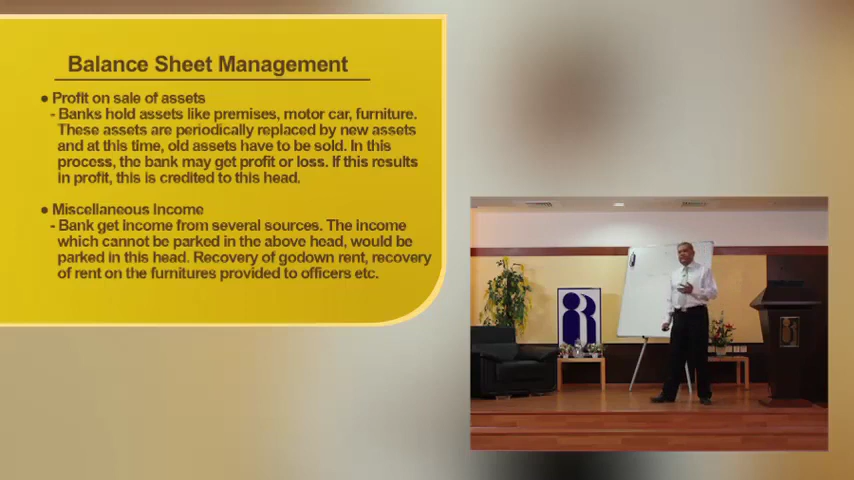 Balance Sheet Management
● Profit on sale of assets
- Banks hold assets like premises, motor car, furniture.
These assets are periodically replaced by new assets
and at this time, old assets have to be sold. In this
process, the bank may get profit or loss. If this results
in profit, this is credited to this head.
● Miscellaneous Income
- Bank get income from several sources. The income
which cannot be parked in the above head, would be
parked in this head. Recovery of godown rent, recovery
of rent on the furnitures provided to officers etc.